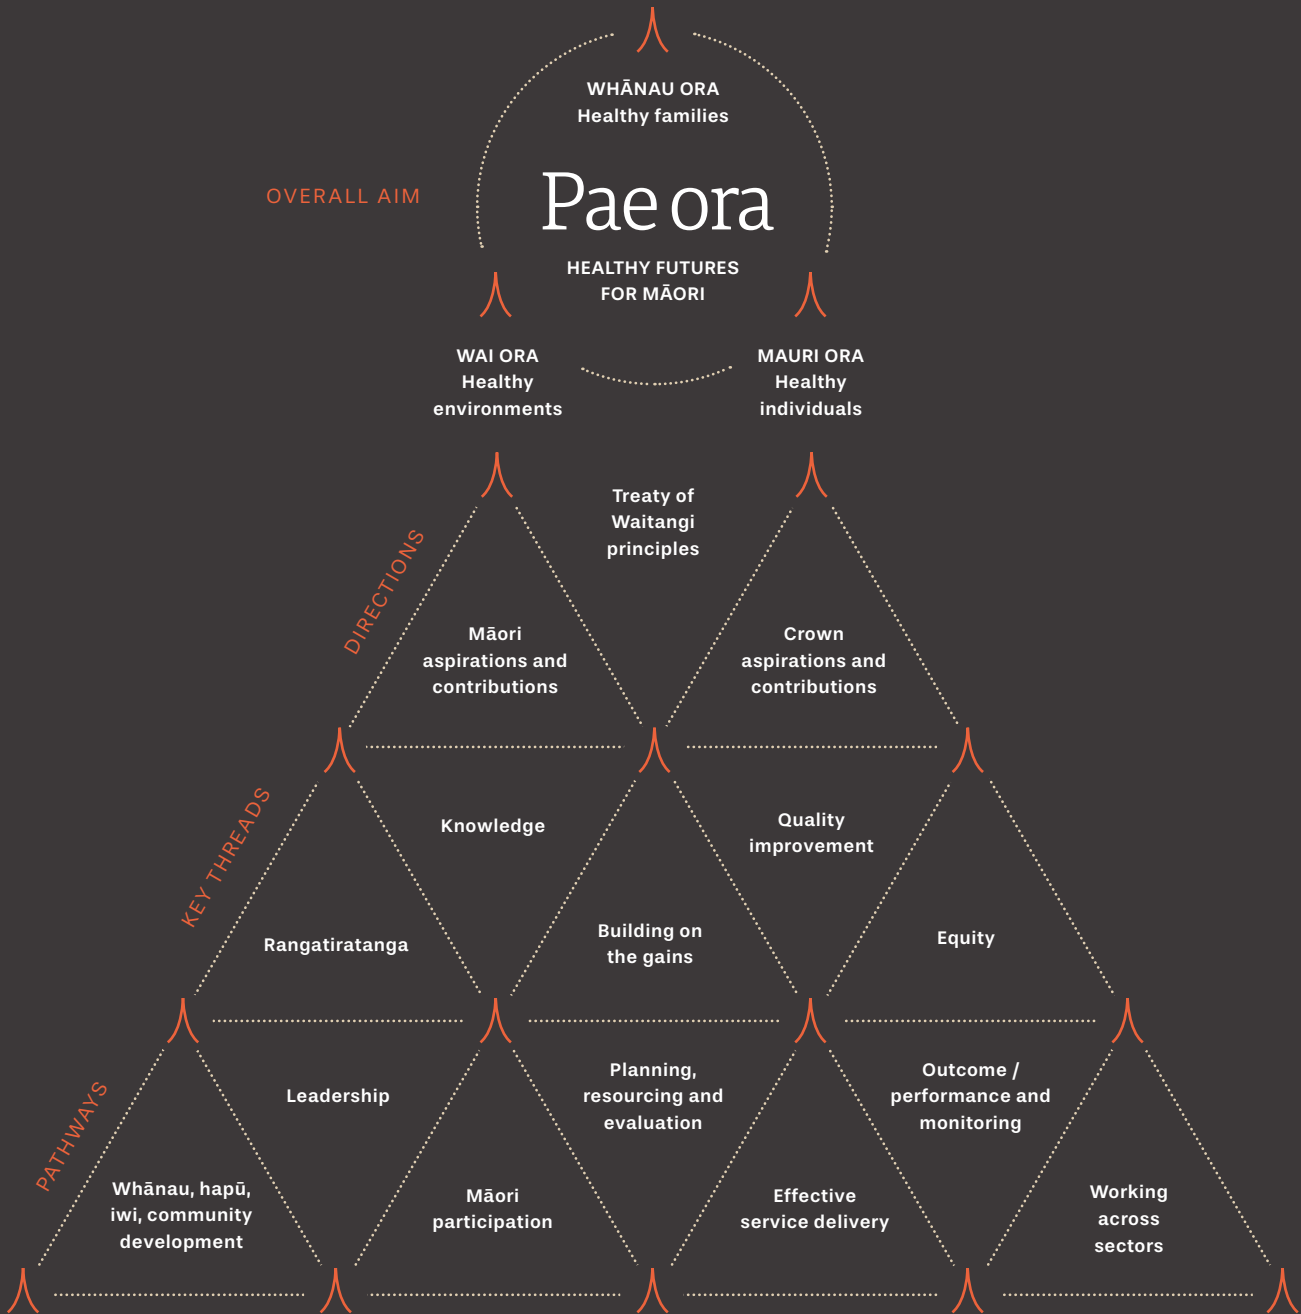 WHĀNAU ORA
Healthy families
OVERALL AIM
Pae ora
HEALTHY FUTURES
FOR MĀORI
WAI ORA
Healthy
environments
MAURI ORA
Healthy
individuals
Treaty of
Waitangi
principles
DIRECTIONS
Māori
aspirations and
contributions
Crown
aspirations and
contributions
KEY THREADS
Knowledge
Quality
improvement
Rangatiratanga
Building on
the gains
Equity
PATHWAYS
Leadership
Planning,
resourcing and
evaluation
Outcome /
performance and
monitoring
Whānau, hapū,
iwi, community
development
Māori
participation
Effective
service delivery
Working
across
sectors